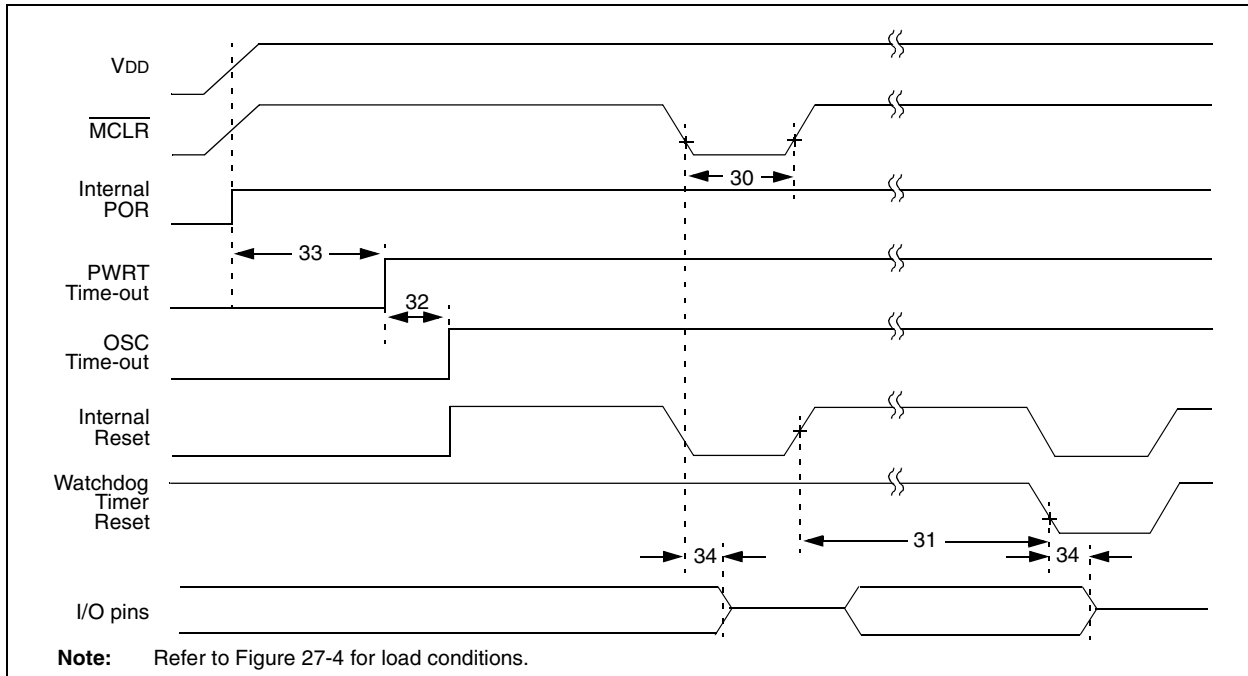 VDD
MCLR
30
Internal
POR
33
PWRT
Time-out
32
OSC
Time-out
Internal
Reset
Watchdog
Timer
Reset
31
34
34
I/O pins
Note: Refer to Figure 27-4 for load conditions.